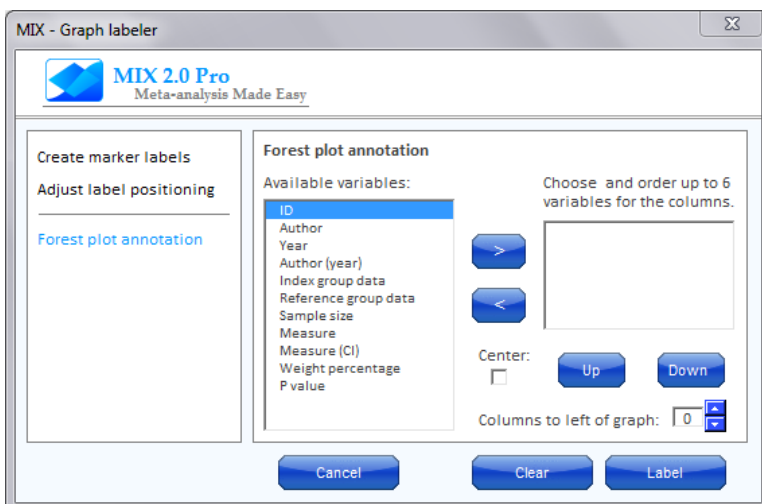 MIX - Graph labeler
MIX 2.0 Pro
Meta-analysis Made Easy
Create marker labels
Adjust label positioning
Forest plot annotation
Forest plot annotation
Available variables:
ID
Author
Year
Author (year)
Index group data
Reference group data
Sample size
Measure
Measure (CI)
Weight percentage
P value
>
<
Choose and order up to 6
variables for the columns.
Center:
Up
Down
Columns to left of graph: 0
Cancel
Clear
Label